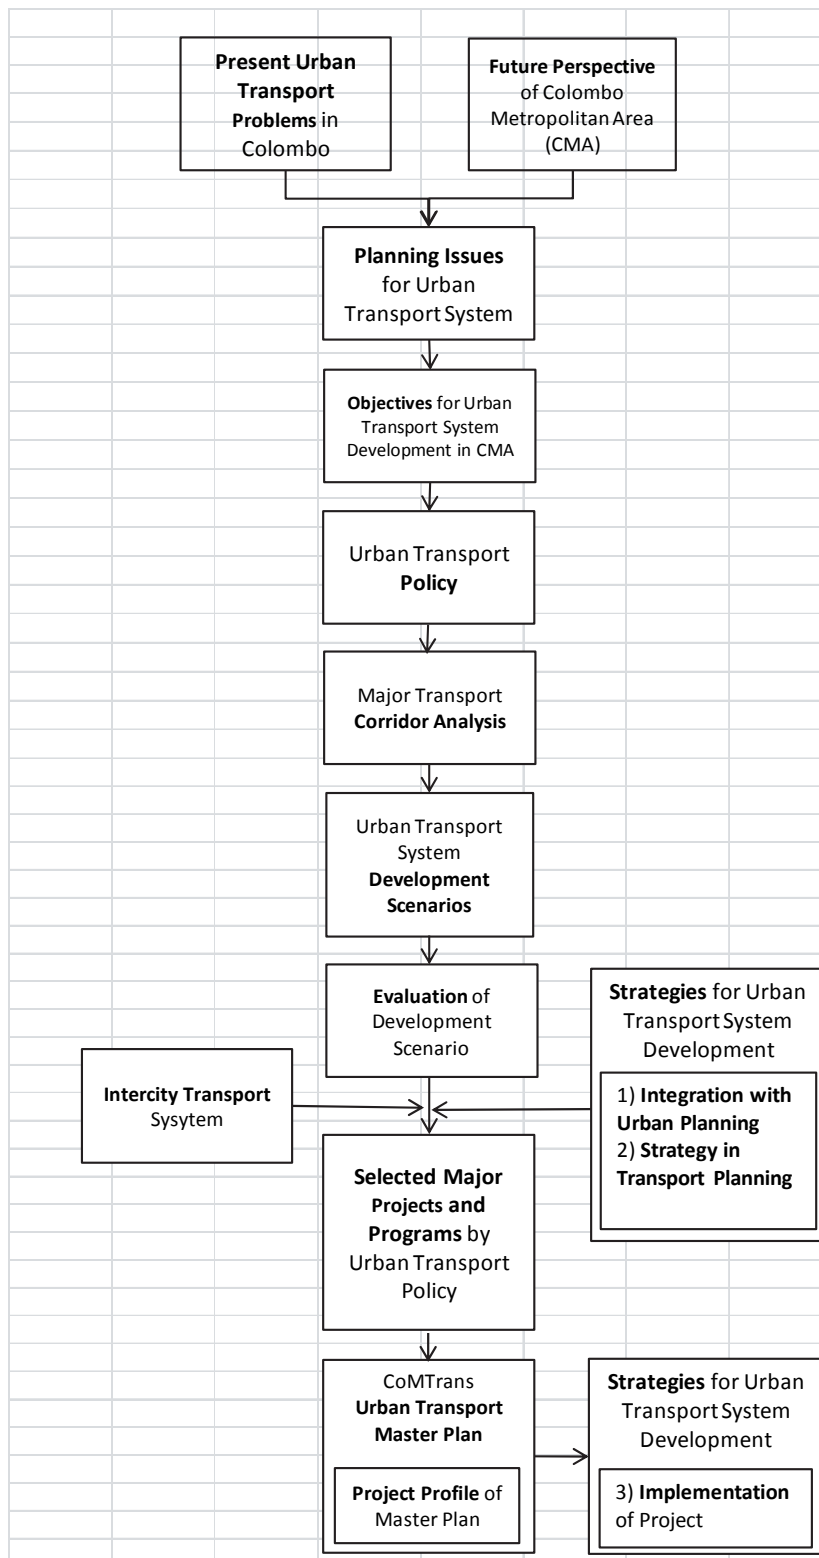 Present Urban
Transport
Problems in
Colombo
Future Perspective
of Colombo
Metropolitan Area
(CMA)
Planning Issues
for Urban
Transport System
Objectives for Urban
Transport System
Development in CMA
Urban Transport
Policy
Major Transport
Corridor Analysis
Urban Transport
System
Development
Scenarios
Evaluation of
Development
Scenario
Strategies for Urban
Transport System
Development
1) Integration with
Urban Planning
2) Strategy in
Transport Planning
Intercity Transport
Sysytem
Selected Major
Projects and
Programs by
Urban Transport
Policy
CoMTrans
Urban Transport
Master Plan
Project Profile of
Master Plan
Strategies for Urban
Transport System
Development
3) Implementation
of Project